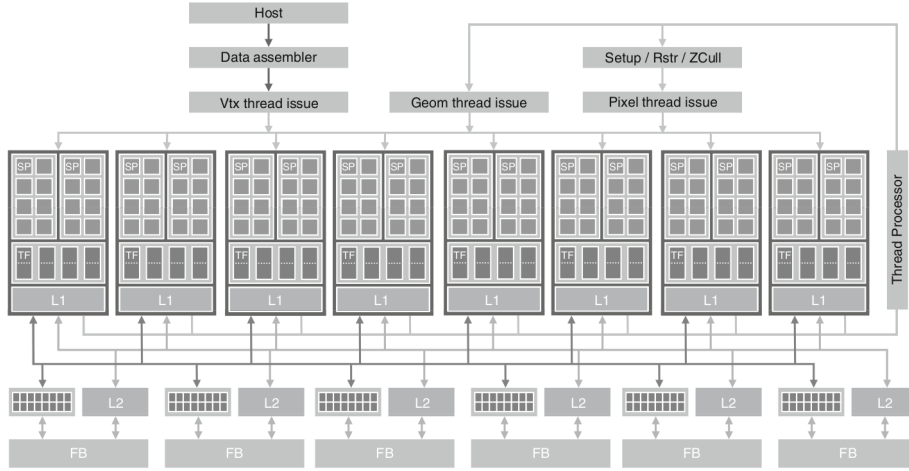 Host
Data assembler
Setup / Rstr / ZCull
Vtx thread issue
Geom thread issue
Pixel thread issue
SP SP SP SP SP SP SP SP SP SP SP SP SP SP SP SP
Thread Processor
TF TF TF TF TF TF TF TF
L1 L1 L1 L1 L1 L1 L1 L1
L2 L2 L2 L2 L2 L2
FB FB FB FB FB FB